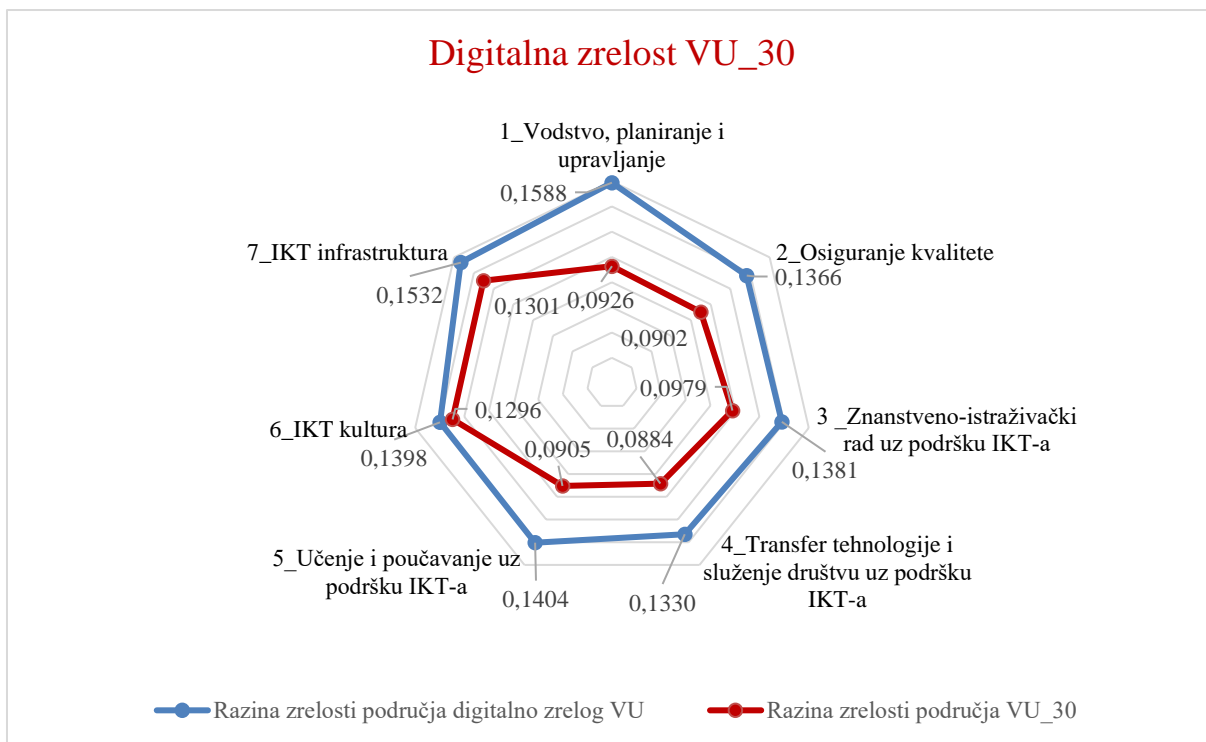 Digitalna zrelost VU_30
1_Vodstvo, planiranje i
upravljanje
0,1588
7_IKT infrastruktura
2_Osiguranje kvalitete
0,1366
0,1532
0,1301
0,0926
0,0902
0,0979
6_IKT kultura
0,1296
0,1398
3 _Znanstveno-istraživački
rad uz podršku IKT-a
0,1381
0,0905
0,0884
5_Učenje i poučavanje uz
podršku IKT-a
0,1404
4_Transfer tehnologije i
služenje društvu uz podršku
IKT-a
0,1330
Razina zrelosti područja digitalno zrelog VU
Razina zrelosti područja VU_30